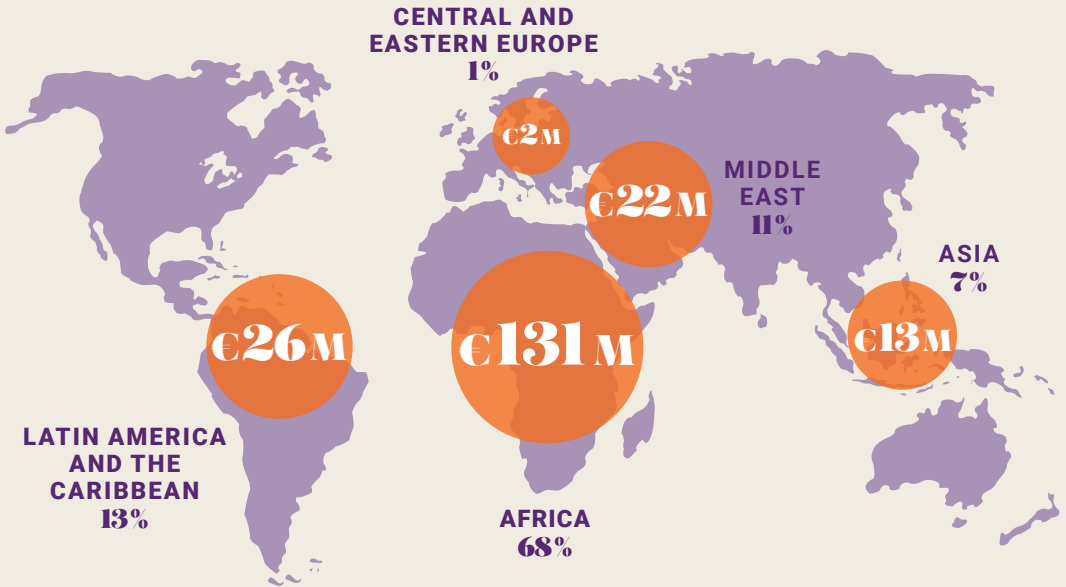 CENTRAL AND
EASTERN EUROPE
1%
€2M
€22M
MIDDLE
EAST
11%
ASIA
7%
€26M
€131M
€13M
LATIN AMERICA
AND THE
CARIBBEAN
13%
AFRICA
68%